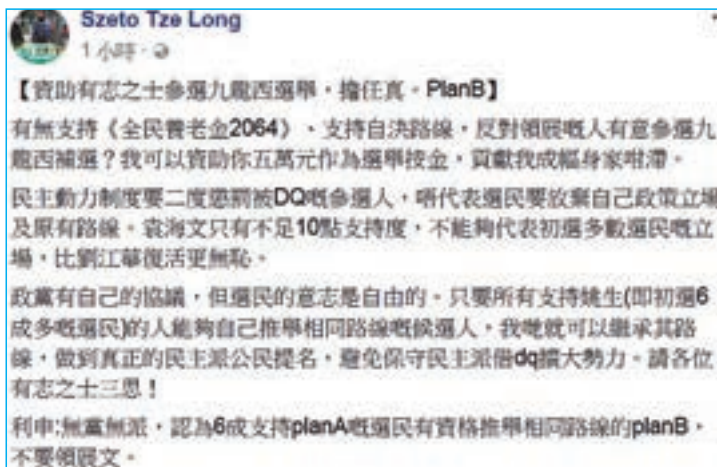 Szeto Tze Long
1 小時 ·
【資助有志之士參選九龍西選舉，擔任真。PlanB】
有無支持《全民養老金2064》、支持自決路線，反對領展嘅人有意參選九
龍西補選？我可以資助你五萬元作為選舉按金，貢獻我成幅身家咁滯。
民主動力制度要二度懲罰被DQ嘅參選人，唔代表選民要放棄自己政策立場
及原有路線。袁海文只有不足10點支持度，不能夠代表初選多數選民嘅立
場，比劉江華復活更無恥。
政黨有自己的協議，但選民的意志是自由的。只要所有支持姚生(即初選6
成多嘅選民)的人能夠自己推舉相同路線嘅候選人，我哋就可以繼承其路
線，做到真正的民主派公民提名，避免保守民主派借dq擴大勢力。請各位
有志之士三思！
利申:無黨無派，認為6成支持planA嘅選民有資格推舉相同路線的planB，
不要領展文。